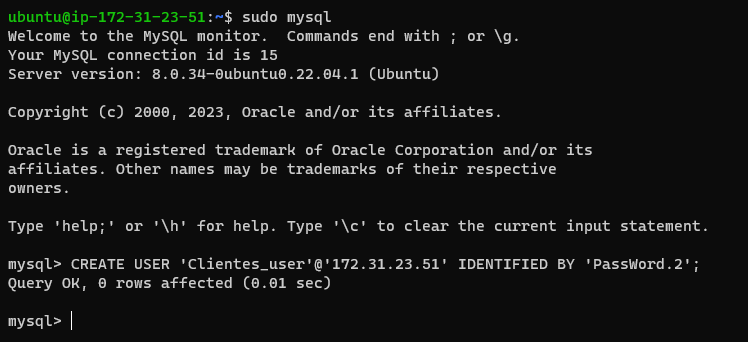 ubuntu@ip-172-31-23-51:~$ sudo mysql
Welcome to the MySQL monitor.  Commands end with ; or \g.
Your MySQL connection id is 15
Server version: 8.0.34-0ubuntu0.22.04.1 (Ubuntu)
Copyright (c) 2000, 2023, Oracle and/or its affiliates.
Oracle is a registered trademark of Oracle Corporation and/or its
affiliates. Other names may be trademarks of their respective
owners.
Type 'help;' or '\h' for help. Type '\c' to clear the current input statement.
mysql> CREATE USER 'Clientes_user'@'172.31.23.51' IDENTIFIED BY 'PassWord.2';
Query OK, 0 rows affected (0.01 sec)
mysql>